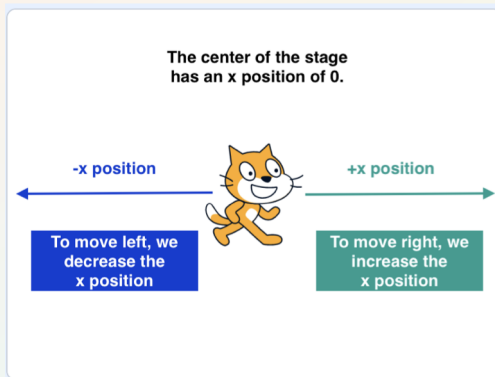 The center of the stage
has an x position of 0.
-x position
+x position
To move left, we
decrease the
x position
To move right, we
increase the
x position